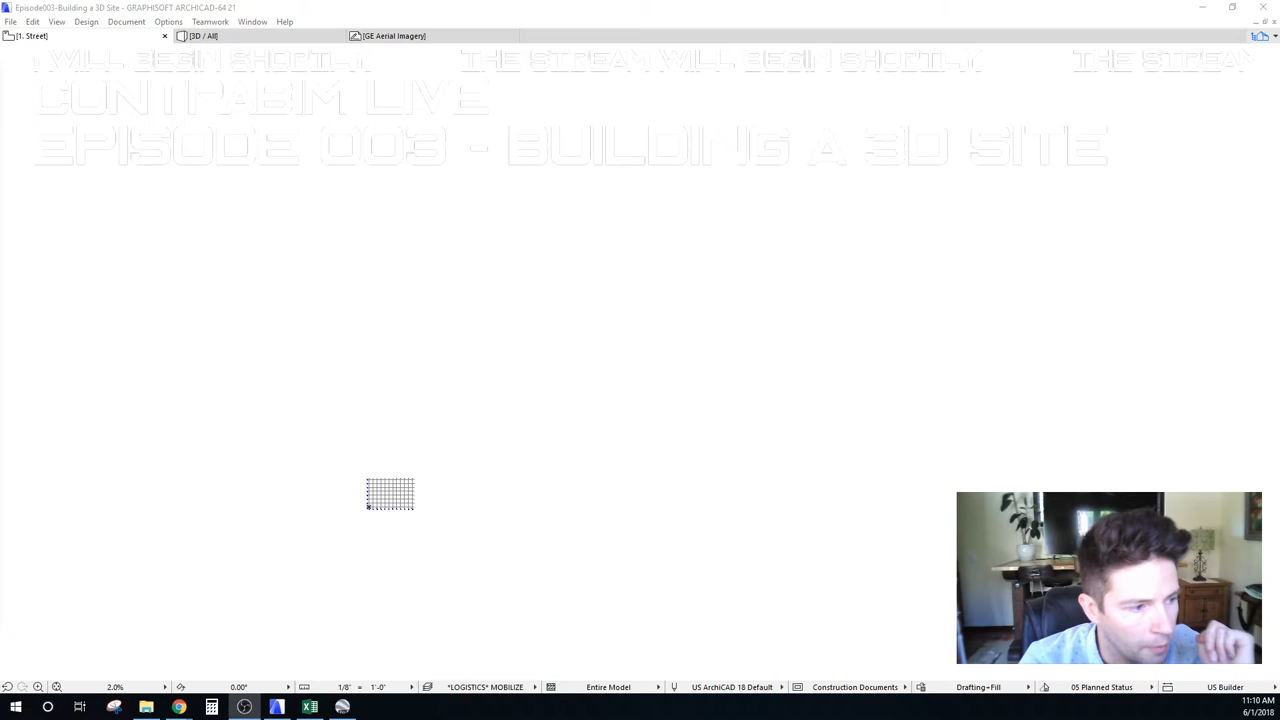 Episode003-Building a 3D Site - GRAPHISOFT ARCHICAD-64 21
File Edit View Design Document Options Teamwork Window Help
[1. Street] [3D / All] [GE Aerial Imagery]
WILL BEGIN SHORTLY THE STREAM WILL BEGIN SHORTLY THE STREAM
CONTRABIM LIVE
EPISODE 003 - BUILDING A 3D SITE
2.0% 0.00° 1/8" = 1'-0" *LOGISTICS* MOBILIZE Entire Model US ArchiCAD 18 Default Construction Documents Drafting+Fill 05 Planned Status US Builder
11:10 AM
6/1/2018